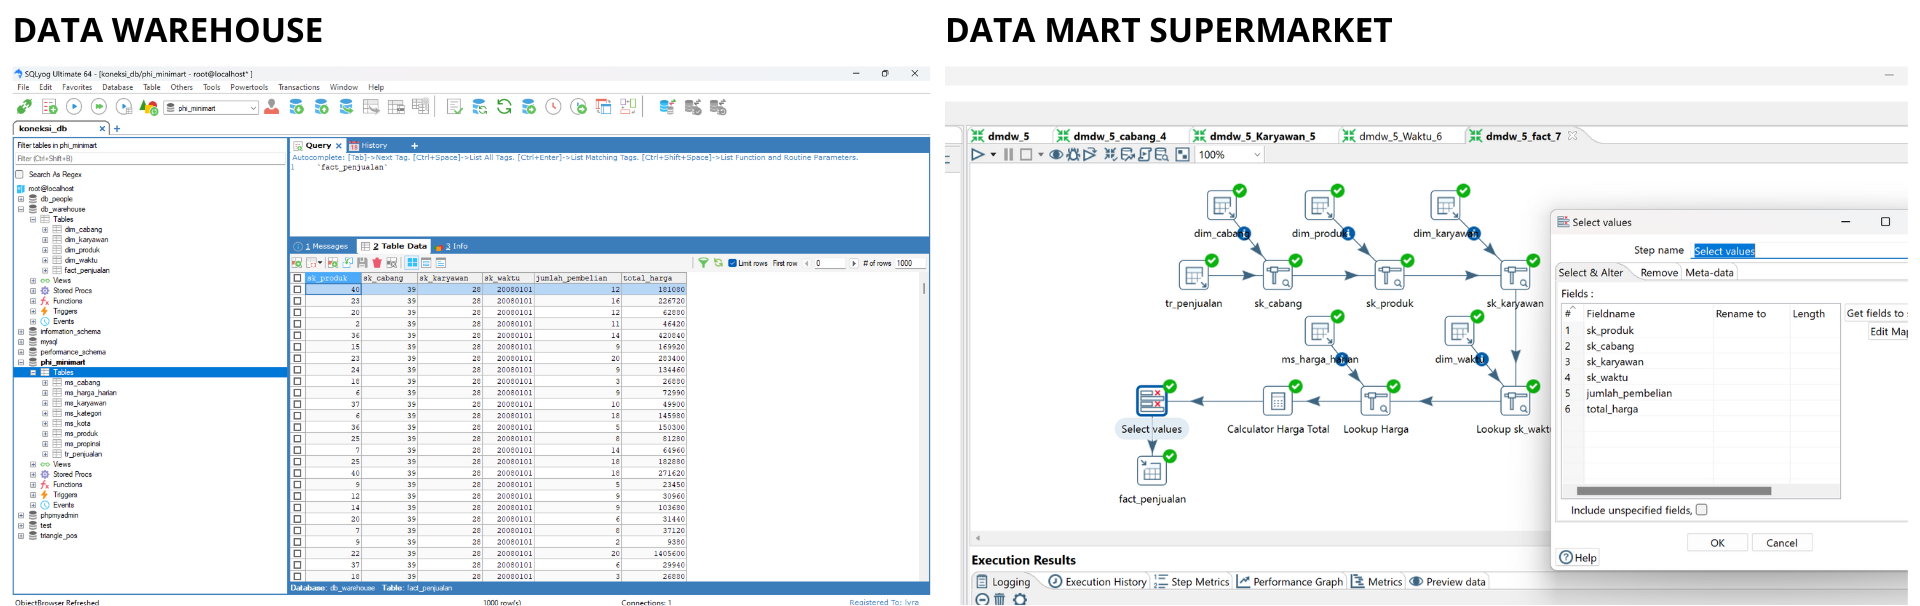 DATA WAREHOUSE
DATA MART SUPERMARKET
SQLyog Ultimate 64 - [koneksi_db/phi_minimart - root@localhost* ]
File Edit Favorites Database Table Others Tools Powertools Transactions Window Help
phi_minimart
koneksi_db
Filter tables in phi_minimart
Filter (Ctrl+Shift+B)
Search As Regex
root@localhost
db_people
db_warehouse
Tables
dim_cabang
dim_karyawan
dim_produk
dim_waktu
fact_penjualan
Views
Stored Procs
Functions
Triggers
Events
information_schema
mysql
performance_schema
phi_minimart
Tables
ms_cabang
ms_harga_harian
ms_karyawan
ms_kategori
ms_kota
ms_produk
ms_propinsi
tr_penjualan
Views
Stored Procs
Functions
Triggers
Events
phpmyadmin
test
triangle_pos
Query History
Autocomplete: [Tab]->Next Tag. [Ctrl+Space]->List All Tags. [Ctrl+Enter]->List Matching Tags. [Ctrl+Shift+Space]->List Function and Routine Parameters.
1 'fact_penjualan'
1 Messages 2 Table Data 3 Info
Limit rows First row 0 # of rows 1000
sk_produk sk_cabang sk_karyawan sk_waktu jumlah_pembelian total_harga
40 39 28 20080101 12 181080
23 39 28 20080101 16 226720
20 39 28 20080101 12 62880
2 39 28 20080101 11 46420
36 39 28 20080101 14 420840
15 39 28 20080101 9 169920
23 39 28 20080101 20 283400
24 39 28 20080101 9 134460
18 39 28 20080101 3 26880
6 39 28 20080101 9 72990
37 39 28 20080101 10 49900
6 39 28 20080101 18 145980
36 39 28 20080101 5 150300
25 39 28 20080101 8 81280
7 39 28 20080101 14 64960
25 39 28 20080101 18 182880
40 39 28 20080101 18 271620
9 39 28 20080101 5 23450
12 39 28 20080101 9 30960
14 39 28 20080101 9 103680
20 39 28 20080101 6 31440
7 39 28 20080101 8 37120
9 39 28 20080101 2 9380
22 39 28 20080101 20 1405600
37 39 28 20080101 6 29940
18 39 28 20080101 3 26880
Database: db_warehouse Table: fact_penjualan
ObjectBrowser Refreshed 1000 row(s) Connections: 1 Registered To: lyra
dmdw_5 dmdw_5_cabang_4 dmdw_5_Karyawan_5 dmdw_5_Waktu_6 dmdw_5_fact_7
100%
dim_cabang dim_produk dim_karyawan
tr_penjualan sk_cabang sk_produk sk_karyawan
ms_harga_harian dim_waktu
Select values Calculator Harga Total Lookup Harga Lookup sk_waktu
fact_penjualan
Select values
Step name Select values
Select & Alter Remove Meta-data
Fields :
# Fieldname Rename to Length
1 sk_produk
2 sk_cabang
3 sk_karyawan
4 sk_waktu
5 jumlah_pembelian
6 total_harga
Get fields to s
Edit Map
Include unspecified fields,
OK Cancel
Help
Execution Results
Logging Execution History Step Metrics Performance Graph Metrics Preview data